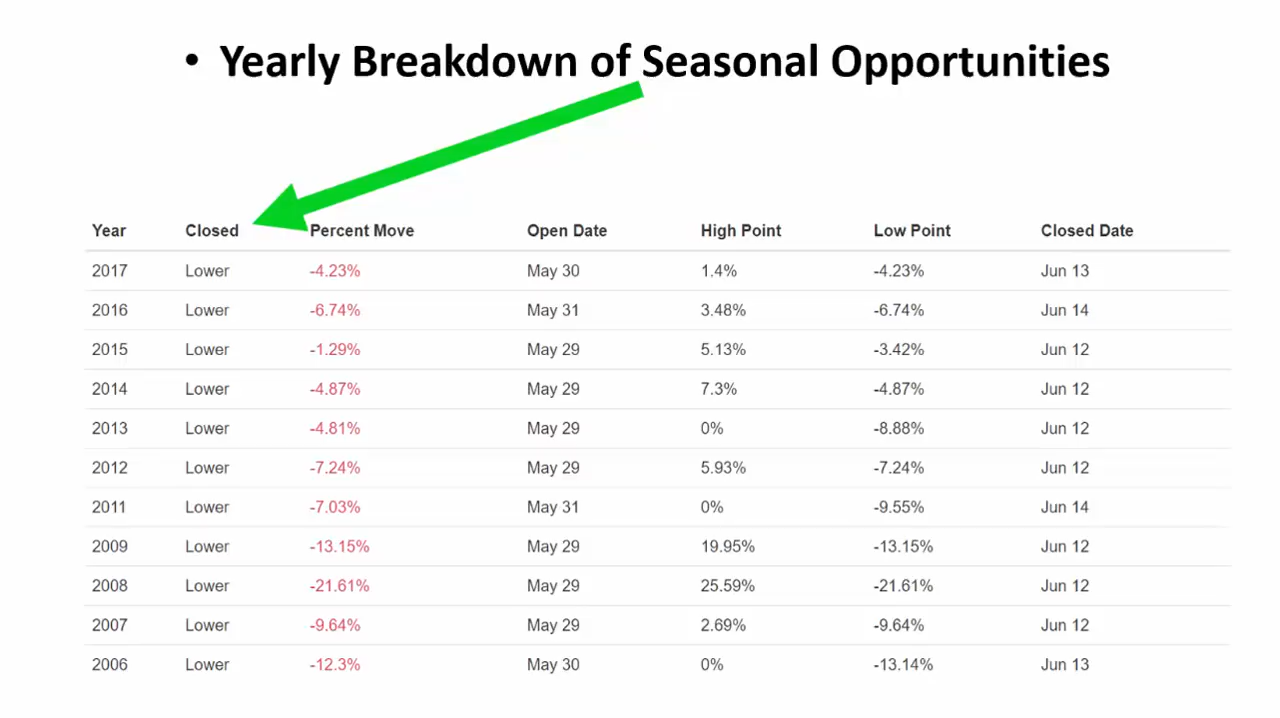 • Yearly Breakdown of Seasonal Opportunities
Year Closed Percent Move Open Date High Point Low Point Closed Date
2017 Lower -4.23% May 30 1.4% -4.23% Jun 13
2016 Lower -6.74% May 31 3.48% -6.74% Jun 14
2015 Lower -1.29% May 29 5.13% -3.42% Jun 12
2014 Lower -4.87% May 29 7.3% -4.87% Jun 12
2013 Lower -4.81% May 29 0% -8.88% Jun 12
2012 Lower -7.24% May 29 5.93% -7.24% Jun 12
2011 Lower -7.03% May 31 0% -9.55% Jun 14
2009 Lower -13.15% May 29 19.95% -13.15% Jun 12
2008 Lower -21.61% May 29 25.59% -21.61% Jun 12
2007 Lower -9.64% May 29 2.69% -9.64% Jun 12
2006 Lower -12.3% May 30 0% -13.14% Jun 13